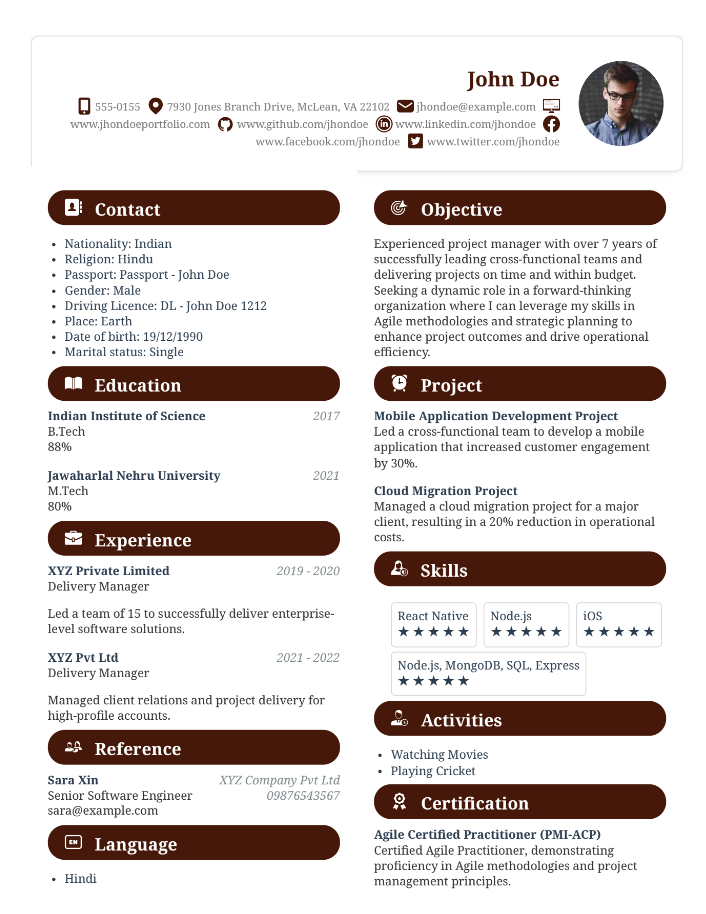 John Doe
555-0155 7930 Jones Branch Drive, McLean, VA 22102 jhondoe@example.com
www.jhondoeportfolio.com www.github.com/jhondoe www.linkedin.com/jhondoe
www.facebook.com/jhondoe www.twitter.com/jhondoe
Contact
• Nationality: Indian
• Religion: Hindu
• Passport: Passport - John Doe
• Gender: Male
• Driving Licence: DL - John Doe 1212
• Place: Earth
• Date of birth: 19/12/1990
• Marital status: Single
Education
Indian Institute of Science 2017
B.Tech
88%
Jawaharlal Nehru University 2021
M.Tech
80%
Experience
XYZ Private Limited 2019 - 2020
Delivery Manager
Led a team of 15 to successfully deliver enterprise-
level software solutions.
XYZ Pvt Ltd 2021 - 2022
Delivery Manager
Managed client relations and project delivery for
high-profile accounts.
Reference
Sara Xin XYZ Company Pvt Ltd
Senior Software Engineer 09876543567
sara@example.com
EN Language
• Hindi
Objective
Experienced project manager with over 7 years of
successfully leading cross-functional teams and
delivering projects on time and within budget.
Seeking a dynamic role in a forward-thinking
organization where I can leverage my skills in
Agile methodologies and strategic planning to
enhance project outcomes and drive operational
efficiency.
Project
Mobile Application Development Project
Led a cross-functional team to develop a mobile
application that increased customer engagement
by 30%.
Cloud Migration Project
Managed a cloud migration project for a major
client, resulting in a 20% reduction in operational
costs.
Skills
React Native Node.js iOS
★★★★★ ★★★★★ ★★★★★
Node.js, MongoDB, SQL, Express
★★★★★
Activities
• Watching Movies
• Playing Cricket
Certification
Agile Certified Practitioner (PMI-ACP)
Certified Agile Practitioner, demonstrating
proficiency in Agile methodologies and project
management principles.